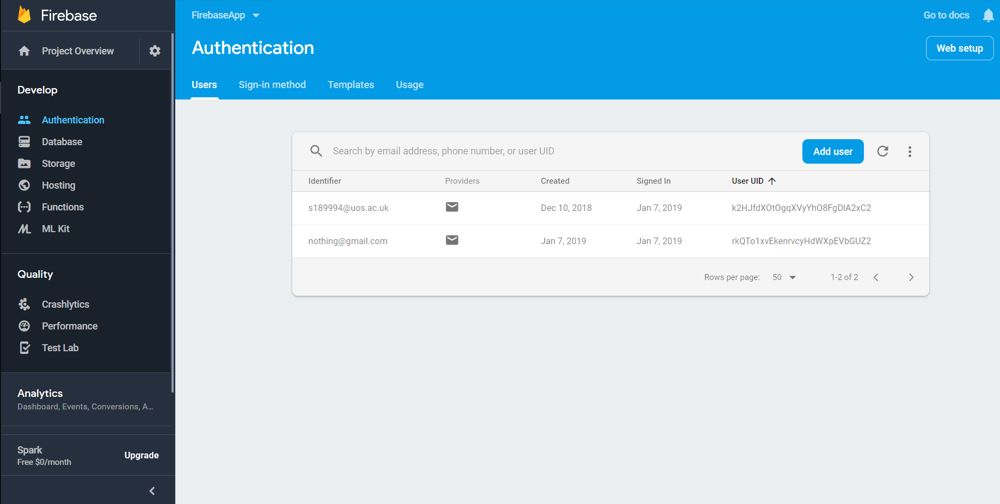 Firebase
Project Overview
Develop
Authentication
Database
Storage
Hosting
Functions
ML Kit
Quality
Crashlytics
Performance
Test Lab
Analytics
Dashboard, Events, Conversions, A...
Spark
Free $0/month
Upgrade
FirebaseApp
Go to docs
Authentication
Web setup
Users Sign-in method Templates Usage
Search by email address, phone number, or user UID
Add user
Identifier Providers Created Signed In User UID
s189994@uos.ac.uk Dec 10, 2018 Jan 7, 2019 k2HJfdXOtOgqXVyYhO8FgDIA2xC2
nothing@gmail.com Jan 7, 2019 Jan 7, 2019 rkQTo1xvEkenrvcyHdWXpEVbGUZ2
Rows per page: 50 1-2 of 2